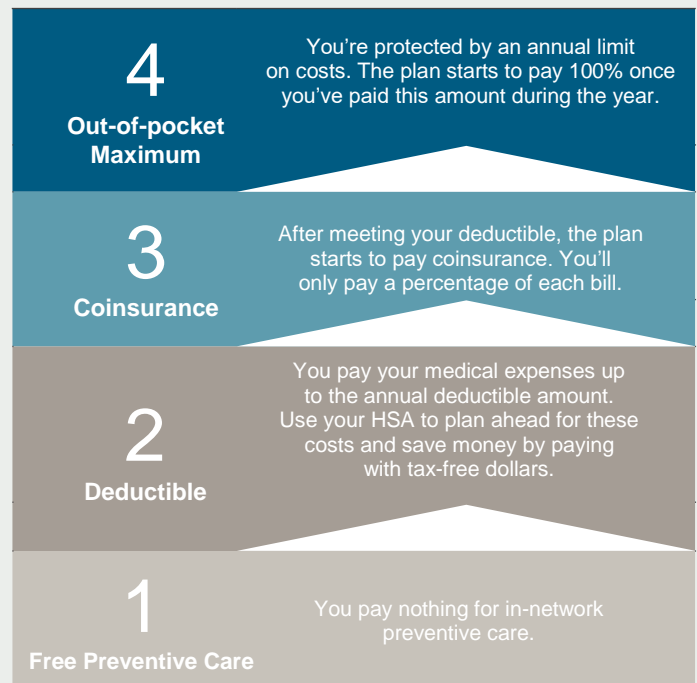 4
Out-of-pocket
Maximum
You’re protected by an annual limit
on costs. The plan starts to pay 100% once
you’ve paid this amount during the year.
3
Coinsurance
After meeting your deductible, the plan
starts to pay coinsurance. You’ll
only pay a percentage of each bill.
2
Deductible
You pay your medical expenses up
to the annual deductible amount.
Use your HSA to plan ahead for these
costs and save money by paying
with tax-free dollars.
1
Free Preventive Care
You pay nothing for in-network
preventive care.